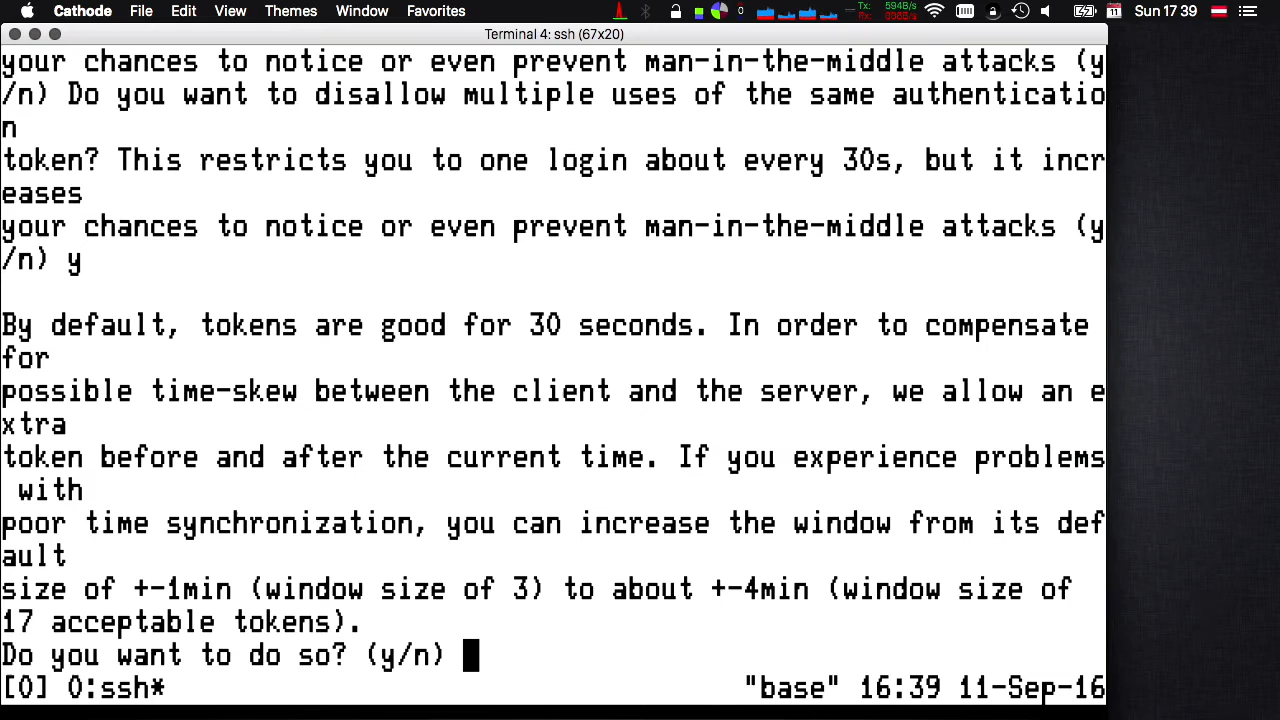 Cathode File Edit View Themes Window Favorites 0 Tx: 594B/s Rx: 998B/s 11 Sun 17 39
Terminal 4: ssh (67x20)
your chances to notice or even prevent man-in-the-middle attacks (y
/n) Do you want to disallow multiple uses of the same authenticatio
n
token? This restricts you to one login about every 30s, but it incr
eases
your chances to notice or even prevent man-in-the-middle attacks (y
/n) y
By default, tokens are good for 30 seconds. In order to compensate
for
possible time-skew between the client and the server, we allow an e
xtra
token before and after the current time. If you experience problems
with
poor time synchronization, you can increase the window from its def
ault
size of +-1min (window size of 3) to about +-4min (window size of
17 acceptable tokens).
Do you want to do so? (y/n)
[0] 0:ssh* "base" 16:39 11-Sep-16